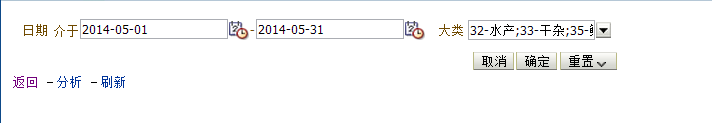 日期 介于 2014-05-01 - 2014-05-31 大类 32-水产;33-干杂;35-
取消 确定 重置
返回 - 分析 - 刷新